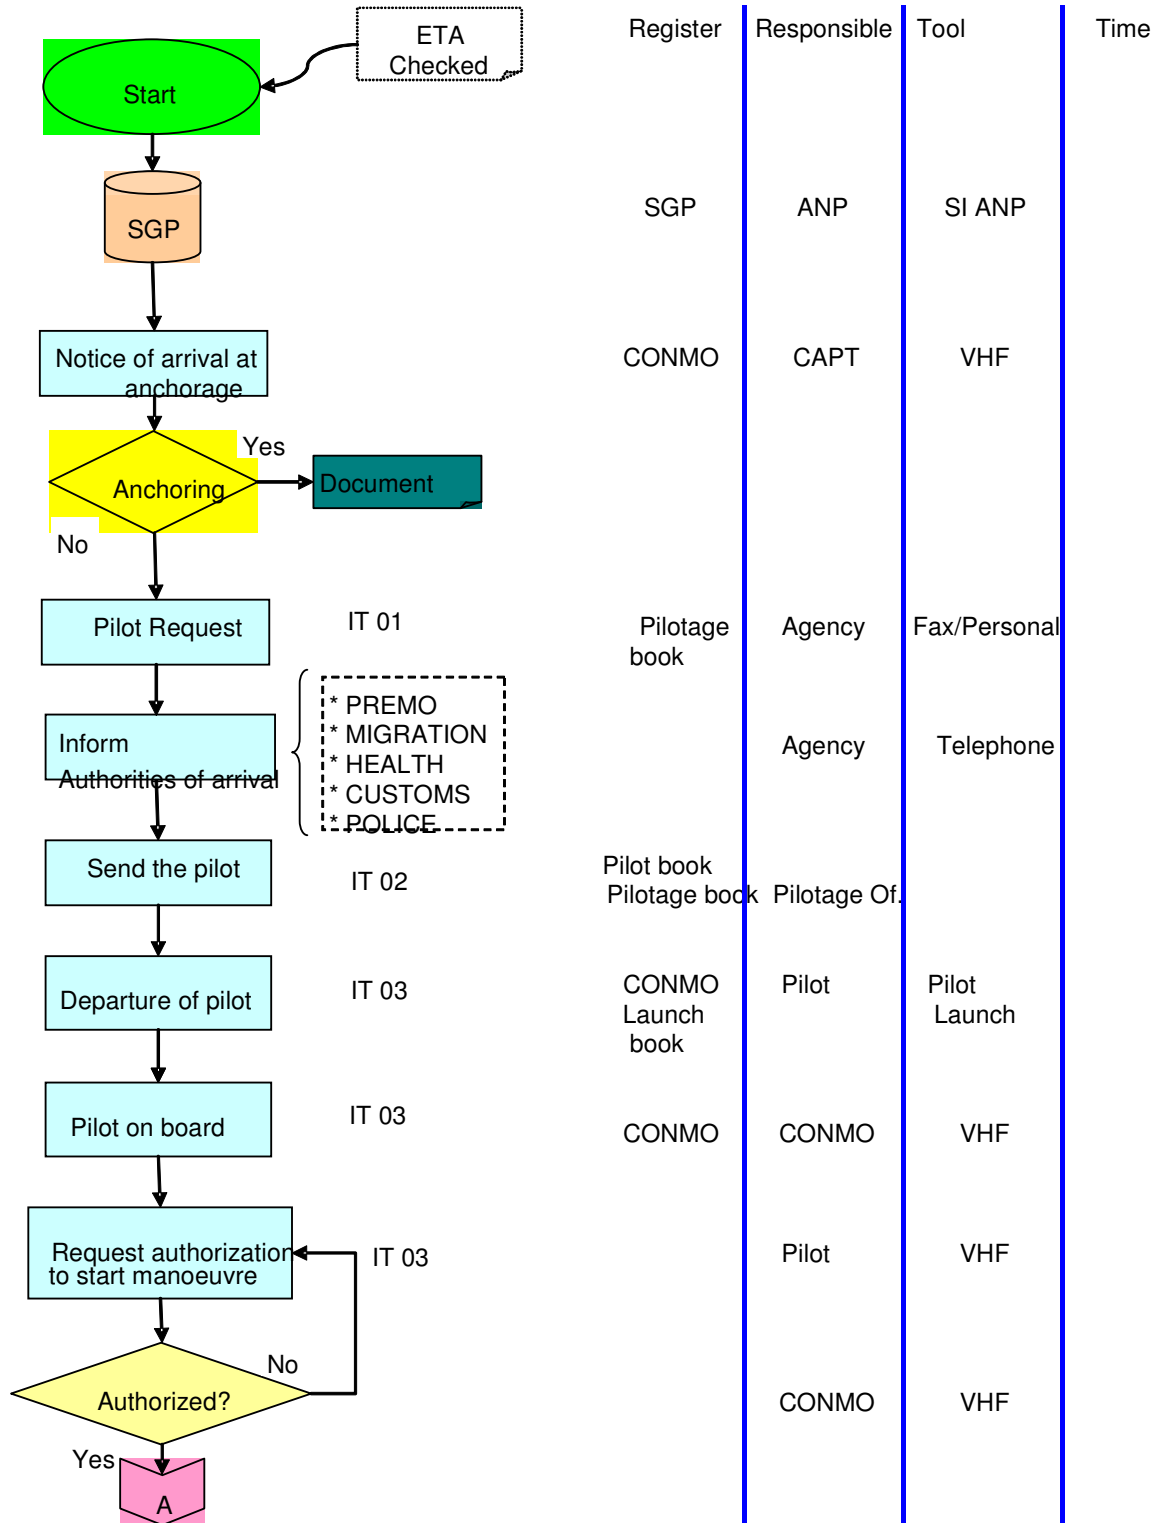 ETA
Checked
Register Responsible Tool Time
Start
SGP
SGP ANP SI ANP
Notice of arrival at
anchorage
CONMO CAPT VHF
Yes
Anchoring
Document
No
Pilot Request
IT 01
Pilotage
book
Agency
Fax/Personal
Inform
Authorities of arrival
* PREMO
* MIGRATION
* HEALTH
* CUSTOMS
* POLICE
Agency Telephone
Send the pilot
IT 02
Pilot book
Pilotage book Pilotage Of.
Departure of pilot
IT 03
CONMO
Launch
book
Pilot
Pilot
Launch
Pilot on board
IT 03
CONMO CONMO VHF
Request authorization
to start manoeuvre
IT 03
Pilot VHF
No
Authorized?
CONMO VHF
Yes
A